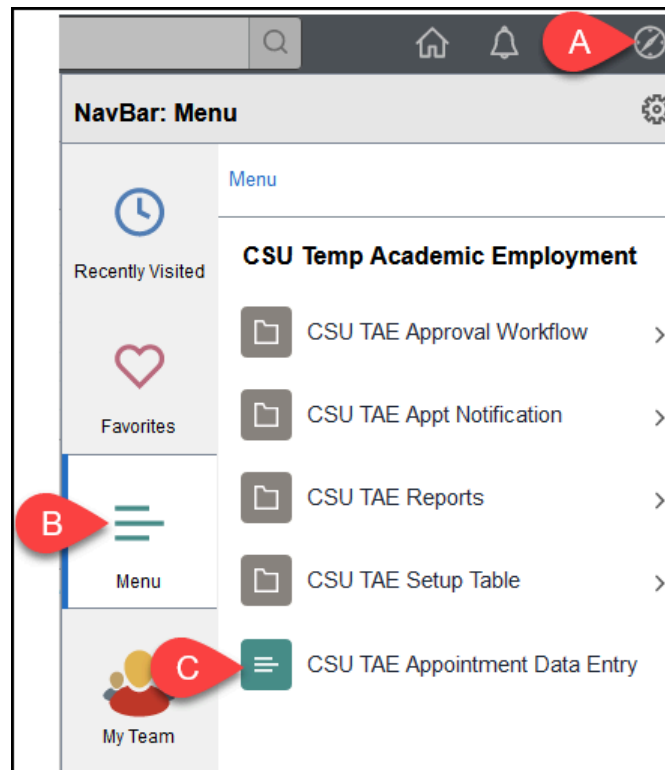 A
NavBar: Menu
Recently Visited
Favorites
B
Menu
My Team
Menu
CSU Temp Academic Employment
CSU TAE Approval Workflow
CSU TAE Appt Notification
CSU TAE Reports
CSU TAE Setup Table
C
CSU TAE Appointment Data Entry